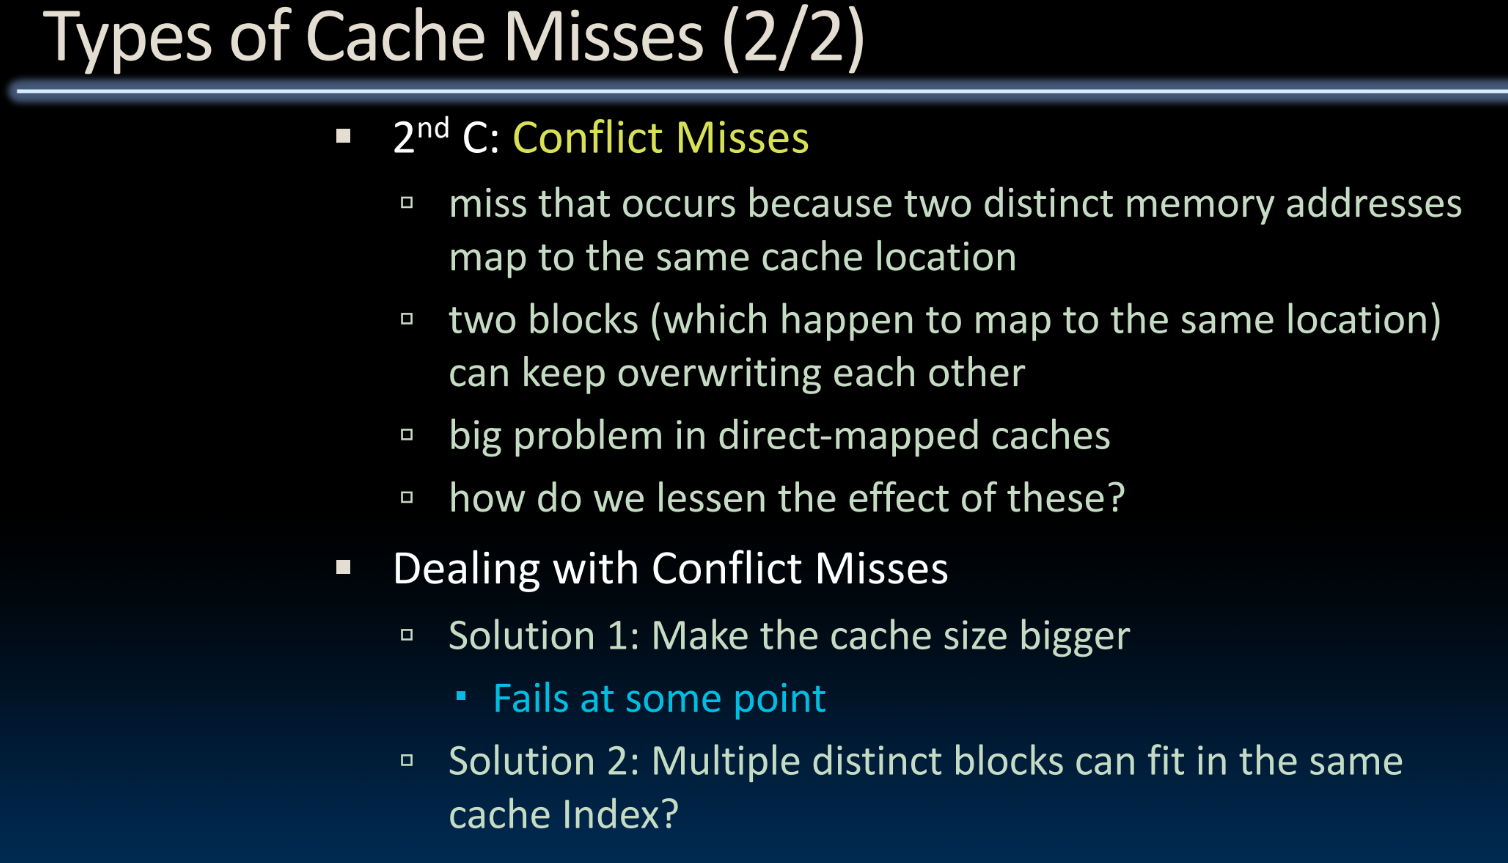 Types of Cache Misses (2/2)
2nd C: Conflict Misses
miss that occurs because two distinct memory addresses
map to the same cache location
two blocks (which happen to map to the same location)
can keep overwriting each other
big problem in direct-mapped caches
how do we lessen the effect of these?
Dealing with Conflict Misses
Solution 1: Make the cache size bigger
Fails at some point
Solution 2: Multiple distinct blocks can fit in the same
cache Index?